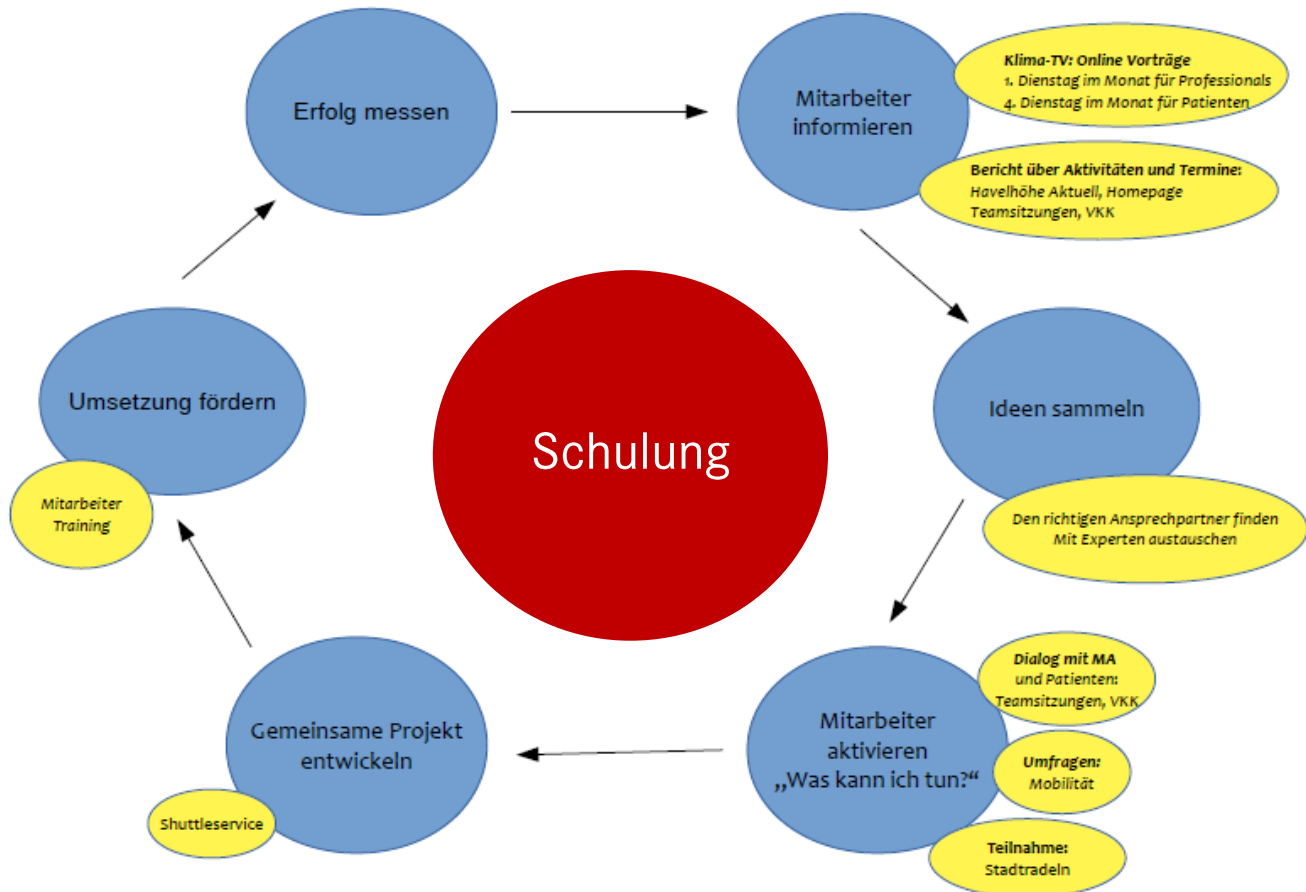 Erfolg messen
Mitarbeiter
informieren
Klima-TV: Online Vorträge
1. Dienstag im Monat für Professionals
4. Dienstag im Monat für Patienten
Bericht über Aktivitäten und Termine:
Havelhöhe Aktuell, Homepage
Teamsitzungen, VKK
Ideen sammeln
Den richtigen Ansprechpartner finden
Mit Experten austauschen
Mitarbeiter
aktivieren
„Was kann ich tun?“
Dialog mit MA
und Patienten:
Teamsitzungen, VKK
Umfragen:
Mobilität
Teilnahme:
Stadtradeln
Gemeinsame Projekt
entwickeln
Shuttleservice
Umsetzung fördern
Mitarbeiter
Training
Schulung